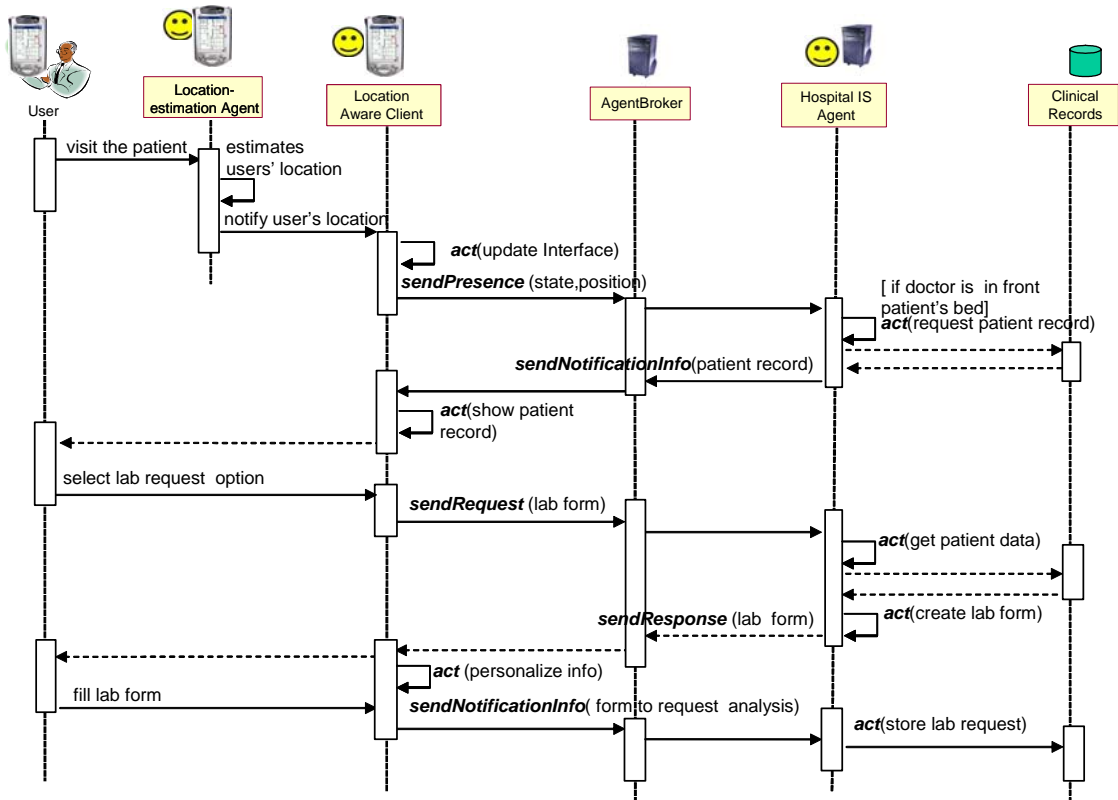 User
Location-
estimation Agent
Location
Aware Client
AgentBroker
Hospital IS
Agent
Clinical
Records
visit the patient
estimates
users' location
notify user's location
act(update Interface)
sendPresence (state,position)
[ if doctor is in front
patient's bed]
act(request patient record)
sendNotificationInfo(patient record)
act(show patient
record)
select lab request option
sendRequest (lab form)
act(get patient data)
act(create lab form)
sendResponse (lab form)
act (personalize info)
fill lab form
sendNotificationInfo( form to request analysis)
act(store lab request)